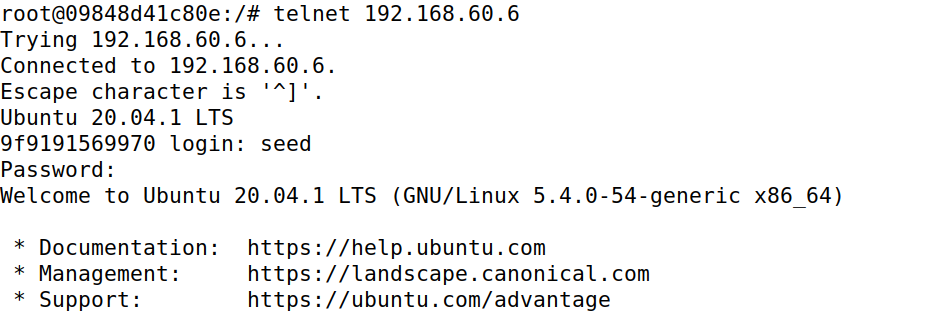 root@09848d41c80e:/# telnet 192.168.60.6
Trying 192.168.60.6...
Connected to 192.168.60.6.
Escape character is '^]'.
Ubuntu 20.04.1 LTS
9f9191569970 login: seed
Password:
Welcome to Ubuntu 20.04.1 LTS (GNU/Linux 5.4.0-54-generic x86_64)

 * Documentation:  https://help.ubuntu.com
 * Management:     https://landscape.canonical.com
 * Support:        https://ubuntu.com/advantage